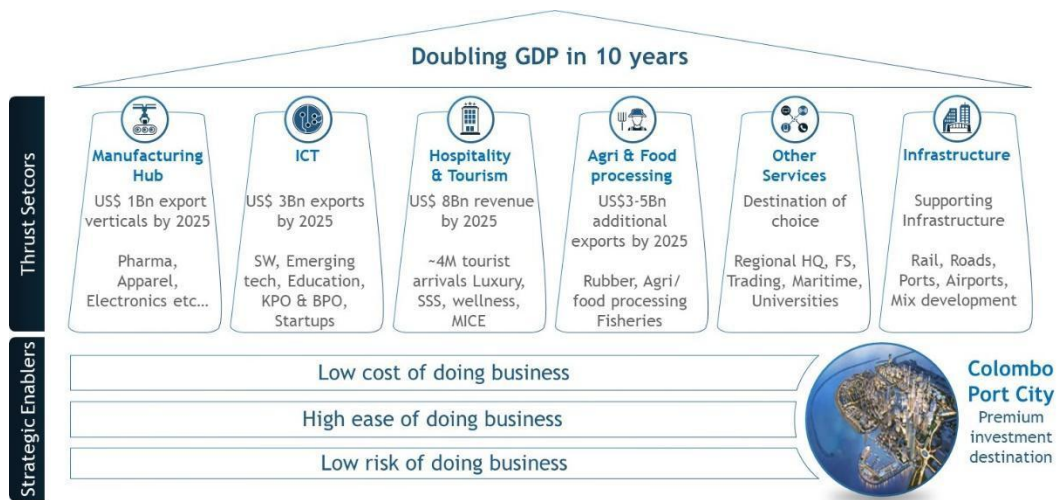 Doubling GDP in 10 years
Thrust Setcors
Manufacturing
Hub
US$ 1Bn export
verticals by 2025
Pharma,
Apparel,
Electronics etc...
ICT
US$ 3Bn exports
by 2025
SW, Emerging
tech, Education,
KPO & BPO,
Startups
Hospitality
& Tourism
US$ 8Bn revenue
by 2025
~4M tourist
arrivals Luxury,
SSS, wellness,
MICE
Agri & Food
processing
US$3-5Bn
additional
exports by 2025
Rubber, Agri/
food processing
Fisheries
Other
Services
Destination of
choice
Regional HQ, FS,
Trading, Maritime,
Universities
Infrastructure
Supporting
Infrastructure
Rail, Roads,
Ports, Airports,
Mix development
Strategic Enablers
Low cost of doing business
High ease of doing business
Low risk of doing business
Colombo
Port City
Premium
investment
destination